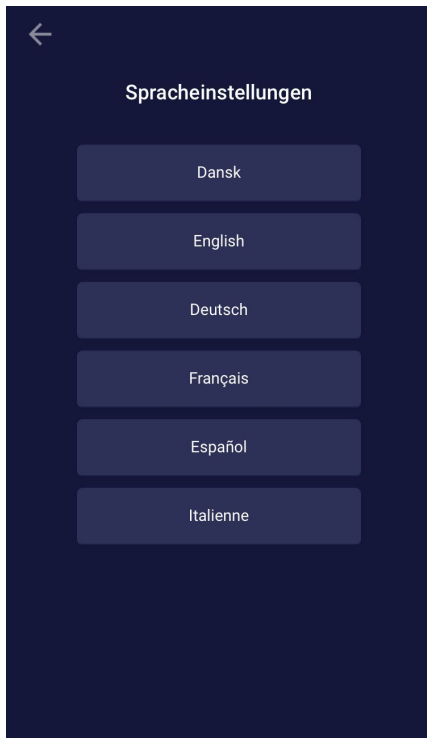 Spracheinstellungen
Dansk
English
Deutsch
Français
Español
Italienne